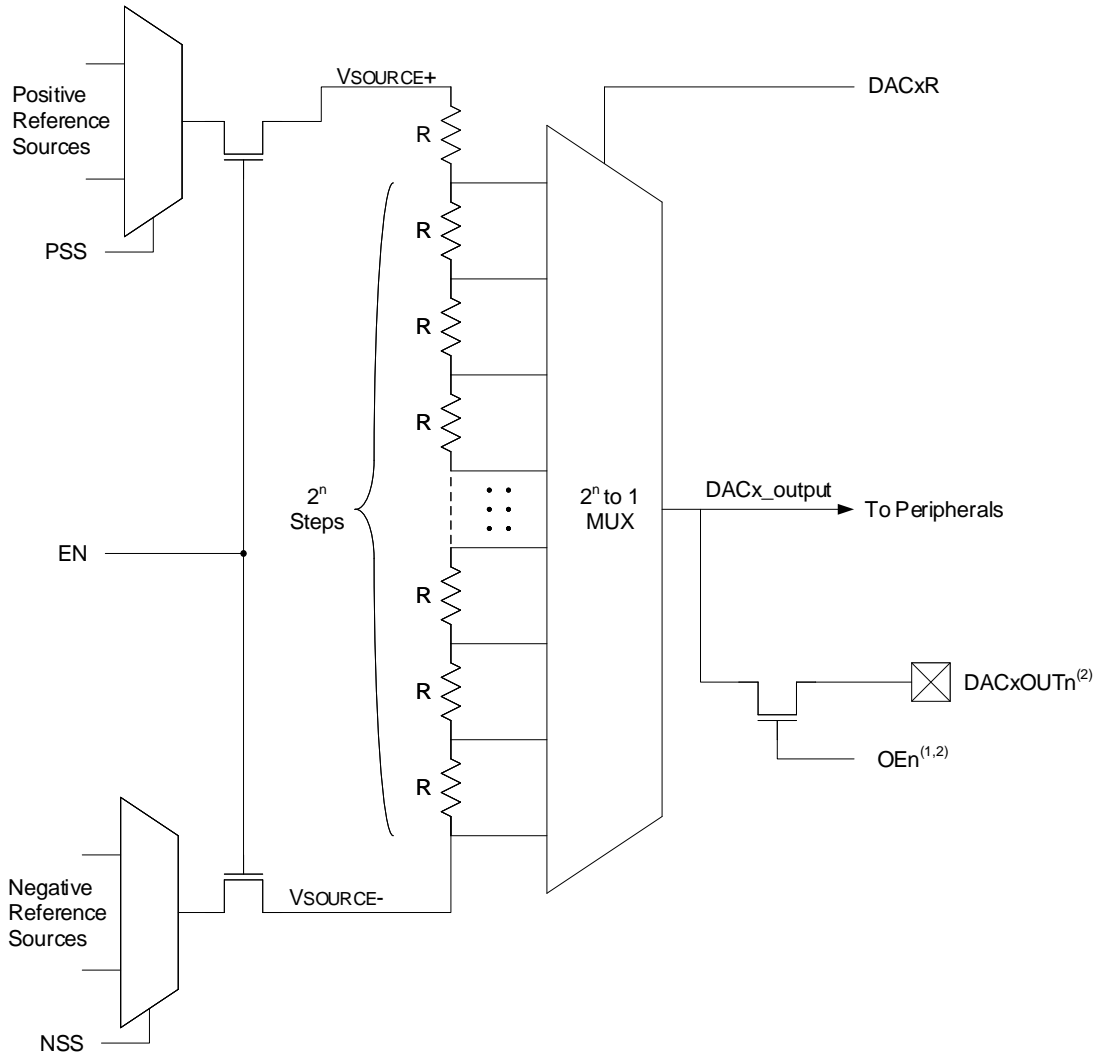 VSOURCE+
DACxR
Positive
Reference
Sources
R
PSS
R
R
R
2ⁿ
Steps
2ⁿ to 1
MUX
DACx_output
To Peripherals
EN
R
R
DACxOUTn⁽²⁾
OEn⁽¹,²⁾
R
Negative
Reference
Sources
VSOURCE-
NSS